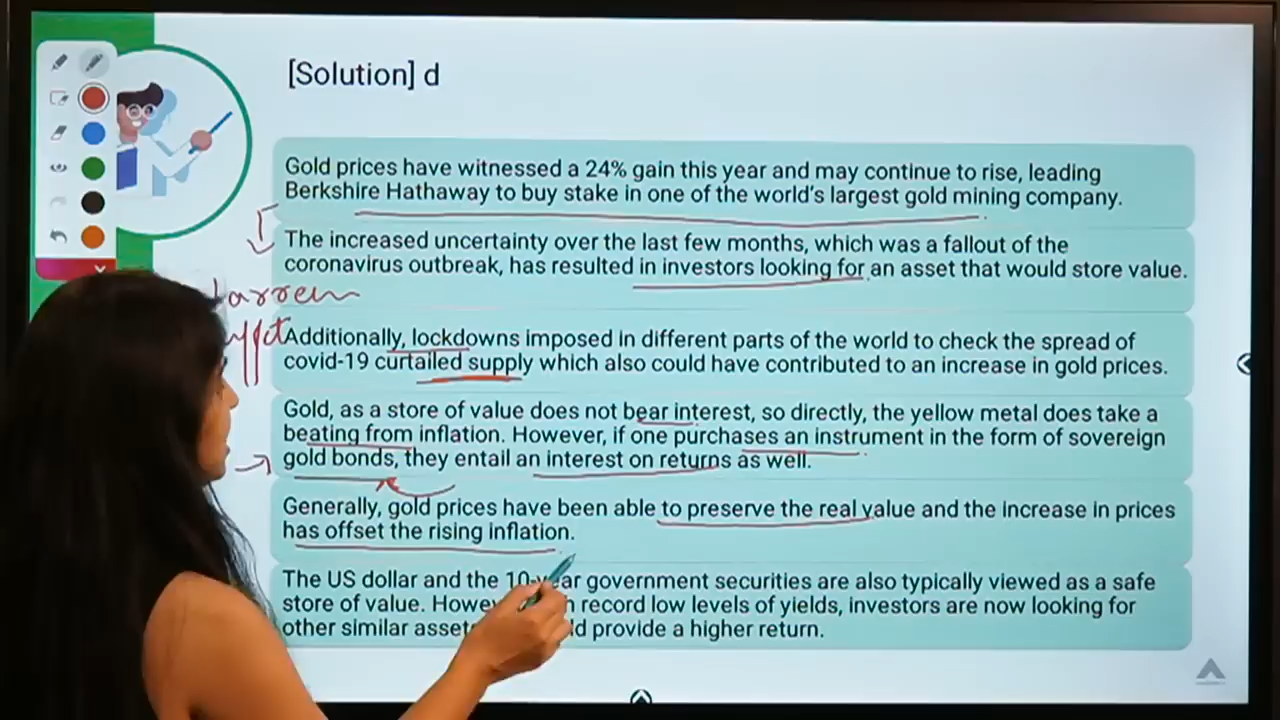 [Solution] d
Gold prices have witnessed a 24% gain this year and may continue to rise, leading
Berkshire Hathaway to buy stake in one of the world's largest gold mining company.
The increased uncertainty over the last few months, which was a fallout of the
coronavirus outbreak, has resulted in investors looking for an asset that would store value.
Additionally, lockdowns imposed in different parts of the world to check the spread of
covid-19 curtailed supply which also could have contributed to an increase in gold prices.
Gold, as a store of value does not bear interest, so directly, the yellow metal does take a
beating from inflation. However, if one purchases an instrument in the form of sovereign
gold bonds, they entail an interest on returns as well.
Generally, gold prices have been able to preserve the real value and the increase in prices
has offset the rising inflation.
The US dollar and the government securities are also typically viewed as a safe
store of value. record low levels of yields, investors are now looking for
other similar provide a higher return.